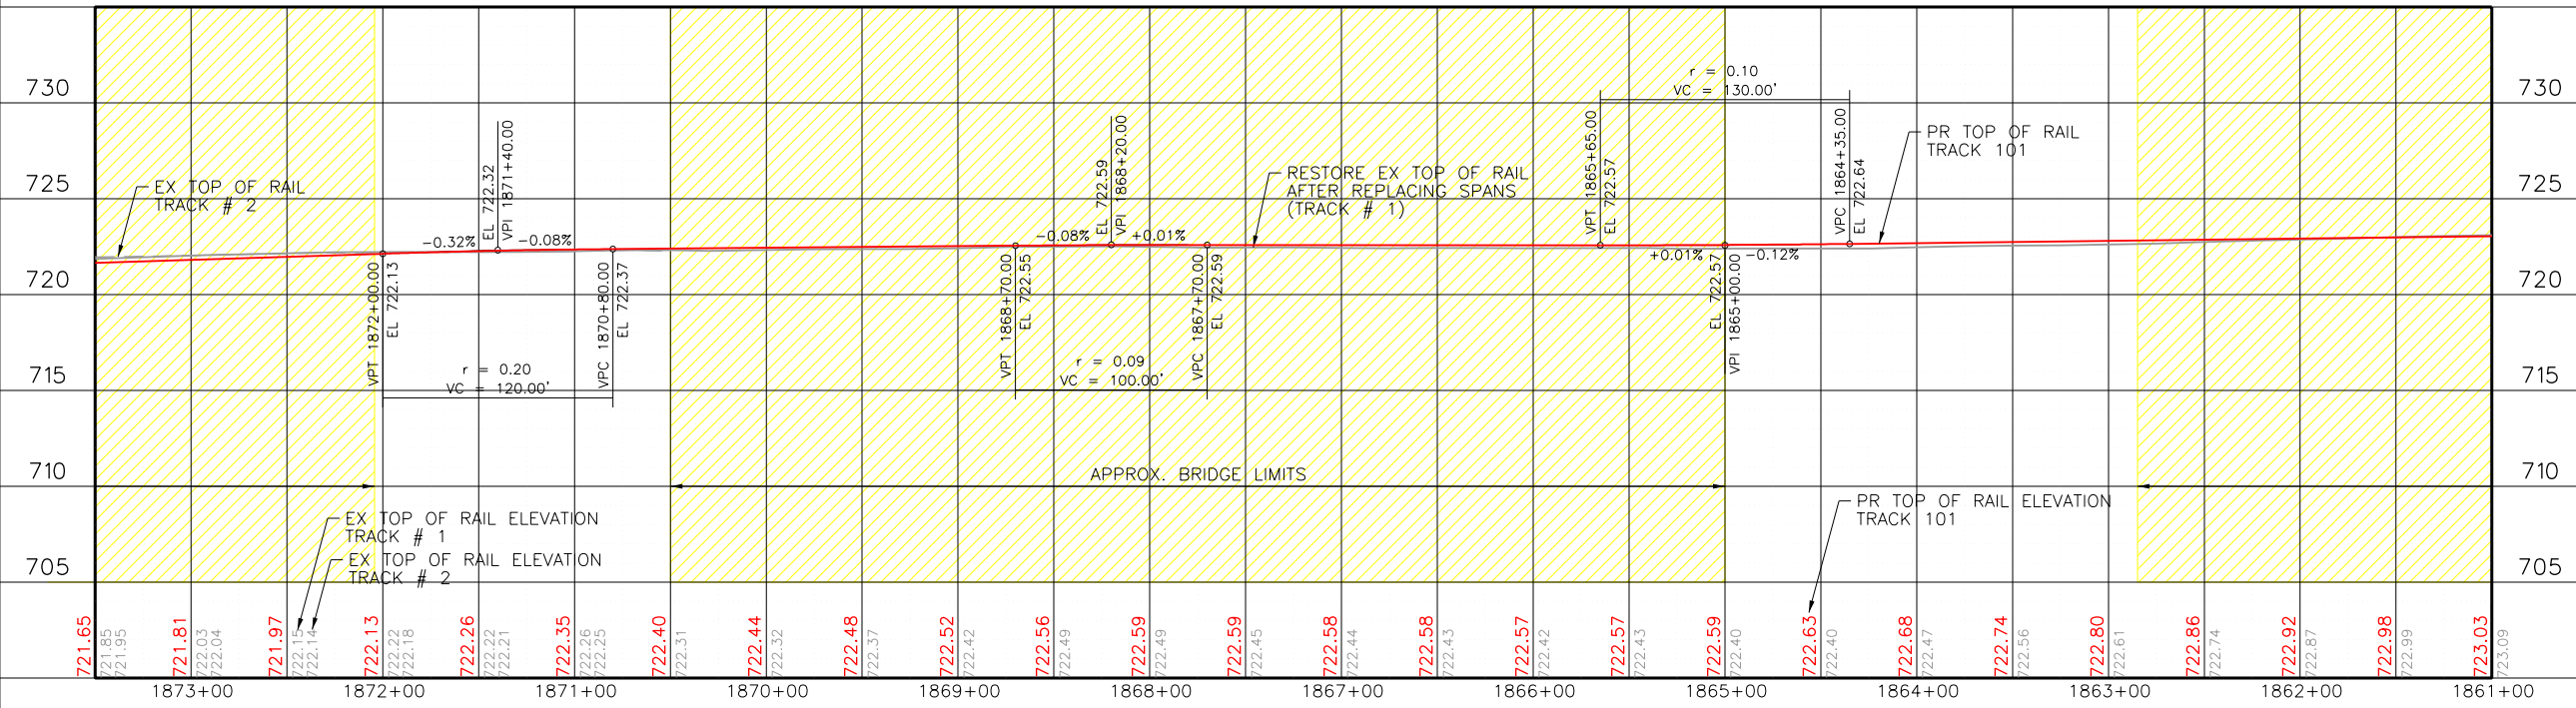 730
725
720
715
710
705
EX TOP OF RAIL
TRACK # 2
-0.32%
EL 722.32
VPI 1871+40.00
-0.08%
VPT 1872+00.00
EL 722.13
VPC 1870+80.00
EL 722.37
r = 0.20
VC = 120.00'
-0.08%
EL 722.59
VPI 1868+20.00
+0.01%
VPT 1868+70.00
EL 722.55
VPC 1867+70.00
EL 722.59
r = 0.09
VC = 100.00'
RESTORE EX TOP OF RAIL
AFTER REPLACING SPANS
(TRACK # 1)
r = 0.10
VC = 130.00'
VPT 1865+65.00
EL 722.57
VPC 1864+35.00
EL 722.64
+0.01%
EL 722.57
VPI 1865+00.00
-0.12%
PR TOP OF RAIL
TRACK 101
APPROX. BRIDGE LIMITS
EX TOP OF RAIL ELEVATION
TRACK # 1
EX TOP OF RAIL ELEVATION
TRACK # 2
PR TOP OF RAIL ELEVATION
TRACK 101
730
725
720
715
710
705
721.65
721.85
721.95
721.81
722.03
722.04
721.97
722.15
722.14
722.13
722.22
722.18
722.26
722.22
722.21
722.35
722.26
722.25
722.40
722.31
722.44
722.32
722.48
722.37
722.52
722.42
722.56
722.49
722.59
722.49
722.59
722.45
722.58
722.44
722.58
722.43
722.57
722.42
722.57
722.43
722.59
722.40
722.63
722.40
722.68
722.47
722.74
722.56
722.80
722.61
722.86
722.74
722.92
722.87
722.98
722.99
723.03
723.09
1873+00
1872+00
1871+00
1870+00
1869+00
1868+00
1867+00
1866+00
1865+00
1864+00
1863+00
1862+00
1861+00